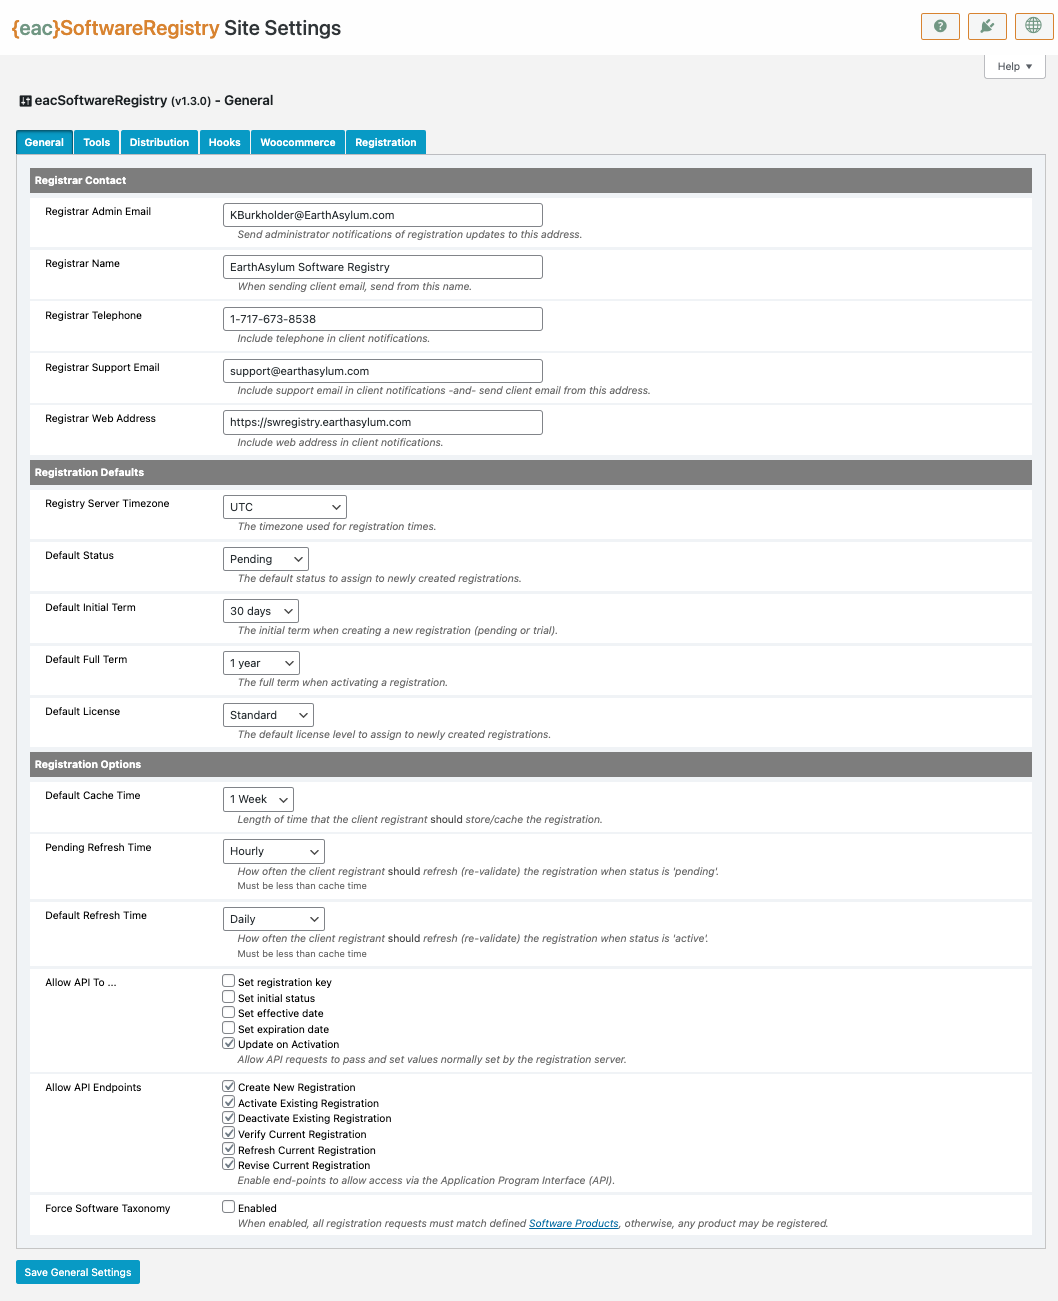 {eac}SoftwareRegistry Site Settings
Help ▼
eacSoftwareRegistry (v1.3.0) - General
General Tools Distribution Hooks Woocommerce Registration
Registrar Contact
Registrar Admin Email
KBurkholder@EarthAsylum.com
Send administrator notifications of registration updates to this address.
Registrar Name
EarthAsylum Software Registry
When sending client email, send from this name.
Registrar Telephone
1-717-673-8538
Include telephone in client notifications.
Registrar Support Email
support@earthasylum.com
Include support email in client notifications -and- send client email from this address.
Registrar Web Address
https://swregistry.earthasylum.com
Include web address in client notifications.
Registration Defaults
Registry Server Timezone
UTC
The timezone used for registration times.
Default Status
Pending
The default status to assign to newly created registrations.
Default Initial Term
30 days
The initial term when creating a new registration (pending or trial).
Default Full Term
1 year
The full term when activating a registration.
Default License
Standard
The default license level to assign to newly created registrations.
Registration Options
Default Cache Time
1 Week
Length of time that the client registrant should store/cache the registration.
Pending Refresh Time
Hourly
How often the client registrant should refresh (re-validate) the registration when status is 'pending'.
Must be less than cache time
Default Refresh Time
Daily
How often the client registrant should refresh (re-validate) the registration when status is 'active'.
Must be less than cache time
Allow API To ...
Set registration key
Set initial status
Set effective date
Set expiration date
Update on Activation
Allow API requests to pass and set values normally set by the registration server.
Allow API Endpoints
Create New Registration
Activate Existing Registration
Deactivate Existing Registration
Verify Current Registration
Refresh Current Registration
Revise Current Registration
Enable end-points to allow access via the Application Program Interface (API).
Force Software Taxonomy
Enabled
When enabled, all registration requests must match defined Software Products, otherwise, any product may be registered.
Save General Settings